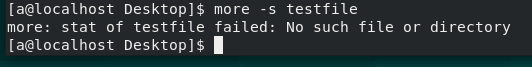 [a@localhost Desktop]$ more -s testfile
more: stat of testfile failed: No such file or directory
[a@localhost Desktop]$